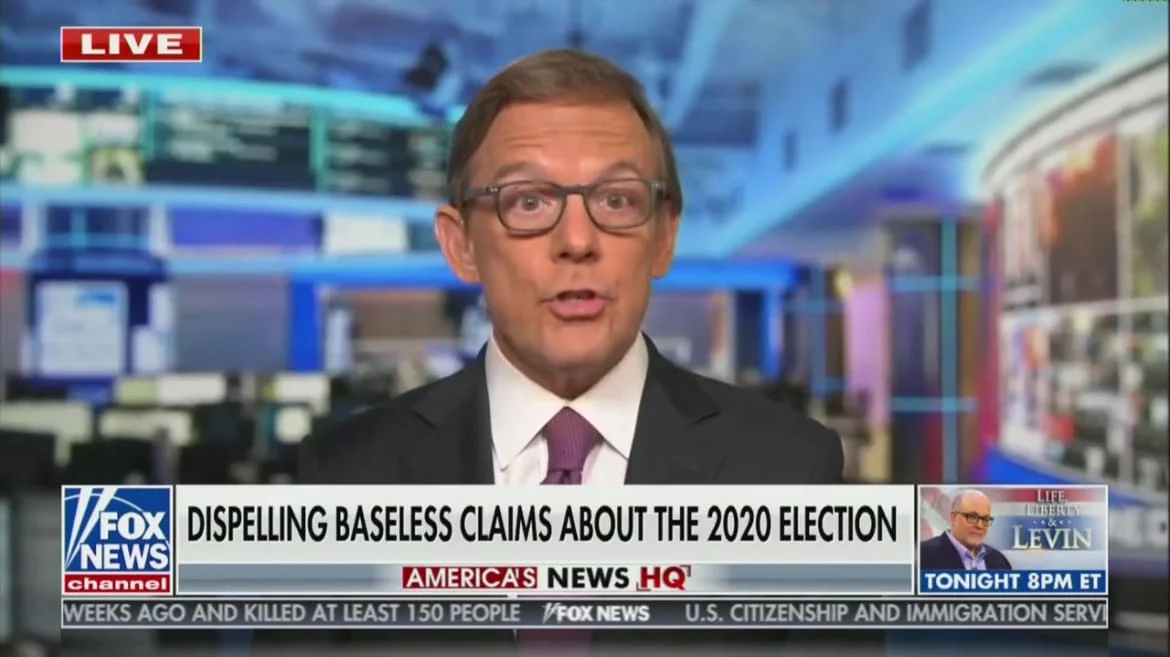 LIVE
FOX
NEWS
channel
DISPELLING BASELESS CLAIMS ABOUT THE 2020 ELECTION
AMERICA'S NEWS HQ
LIFE,
LIBERTY
&
LEVIN
TONIGHT 8PM ET
WEEKS AGO AND KILLED AT LEAST 150 PEOPLE FOX NEWS U.S. CITIZENSHIP AND IMMIGRATION SERVI